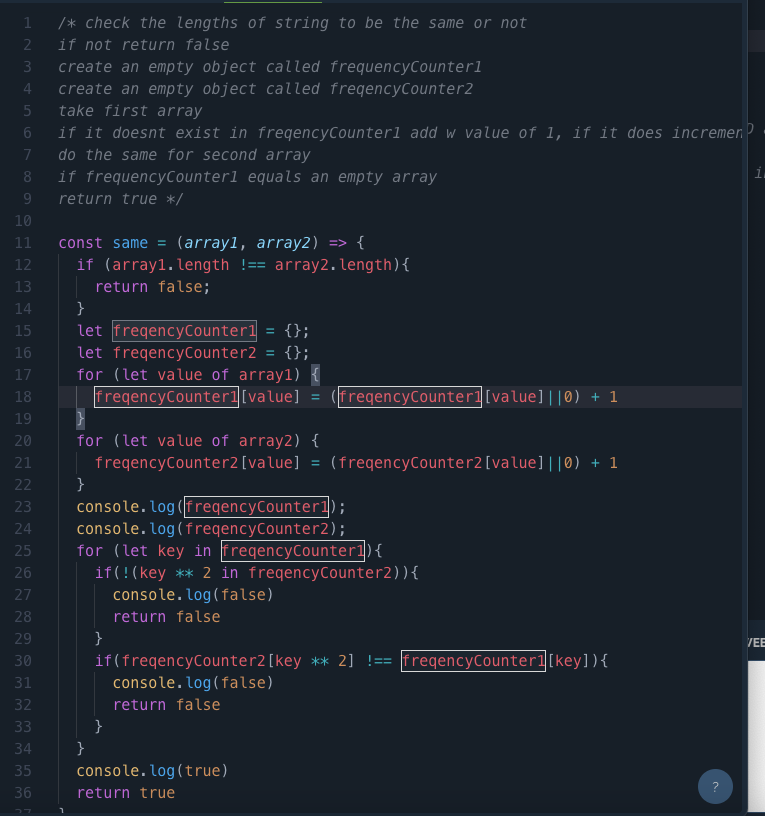 1 /* check the lengths of string to be the same or not
2 if not return false
3 create an empty object called frequencyCounter1
4 create an empty object called freqencyCounter2
5 take first array
6 if it doesnt exist in freqencyCounter1 add w value of 1, if it does incremen
7 do the same for second array
8 if frequencyCounter1 equals an empty array
9 return true */
10
11 const same = (array1, array2) => {
12 if (array1.length !== array2.length){
13 return false;
14 }
15 let freqencyCounter1 = {};
16 let freqencyCounter2 = {};
17 for (let value of array1) {
18 freqencyCounter1[value] = (freqencyCounter1[value]||0) + 1
19 }
20 for (let value of array2) {
21 freqencyCounter2[value] = (freqencyCounter2[value]||0) + 1
22 }
23 console.log(freqencyCounter1);
24 console.log(freqencyCounter2);
25 for (let key in freqencyCounter1){
26 if(!(key ** 2 in freqencyCounter2)){
27 console.log(false)
28 return false
29 }
30 if(freqencyCounter2[key ** 2] !== freqencyCounter1[key]){
31 console.log(false)
32 return false
33 }
34 }
35 console.log(true)
36 return true
37 }
?